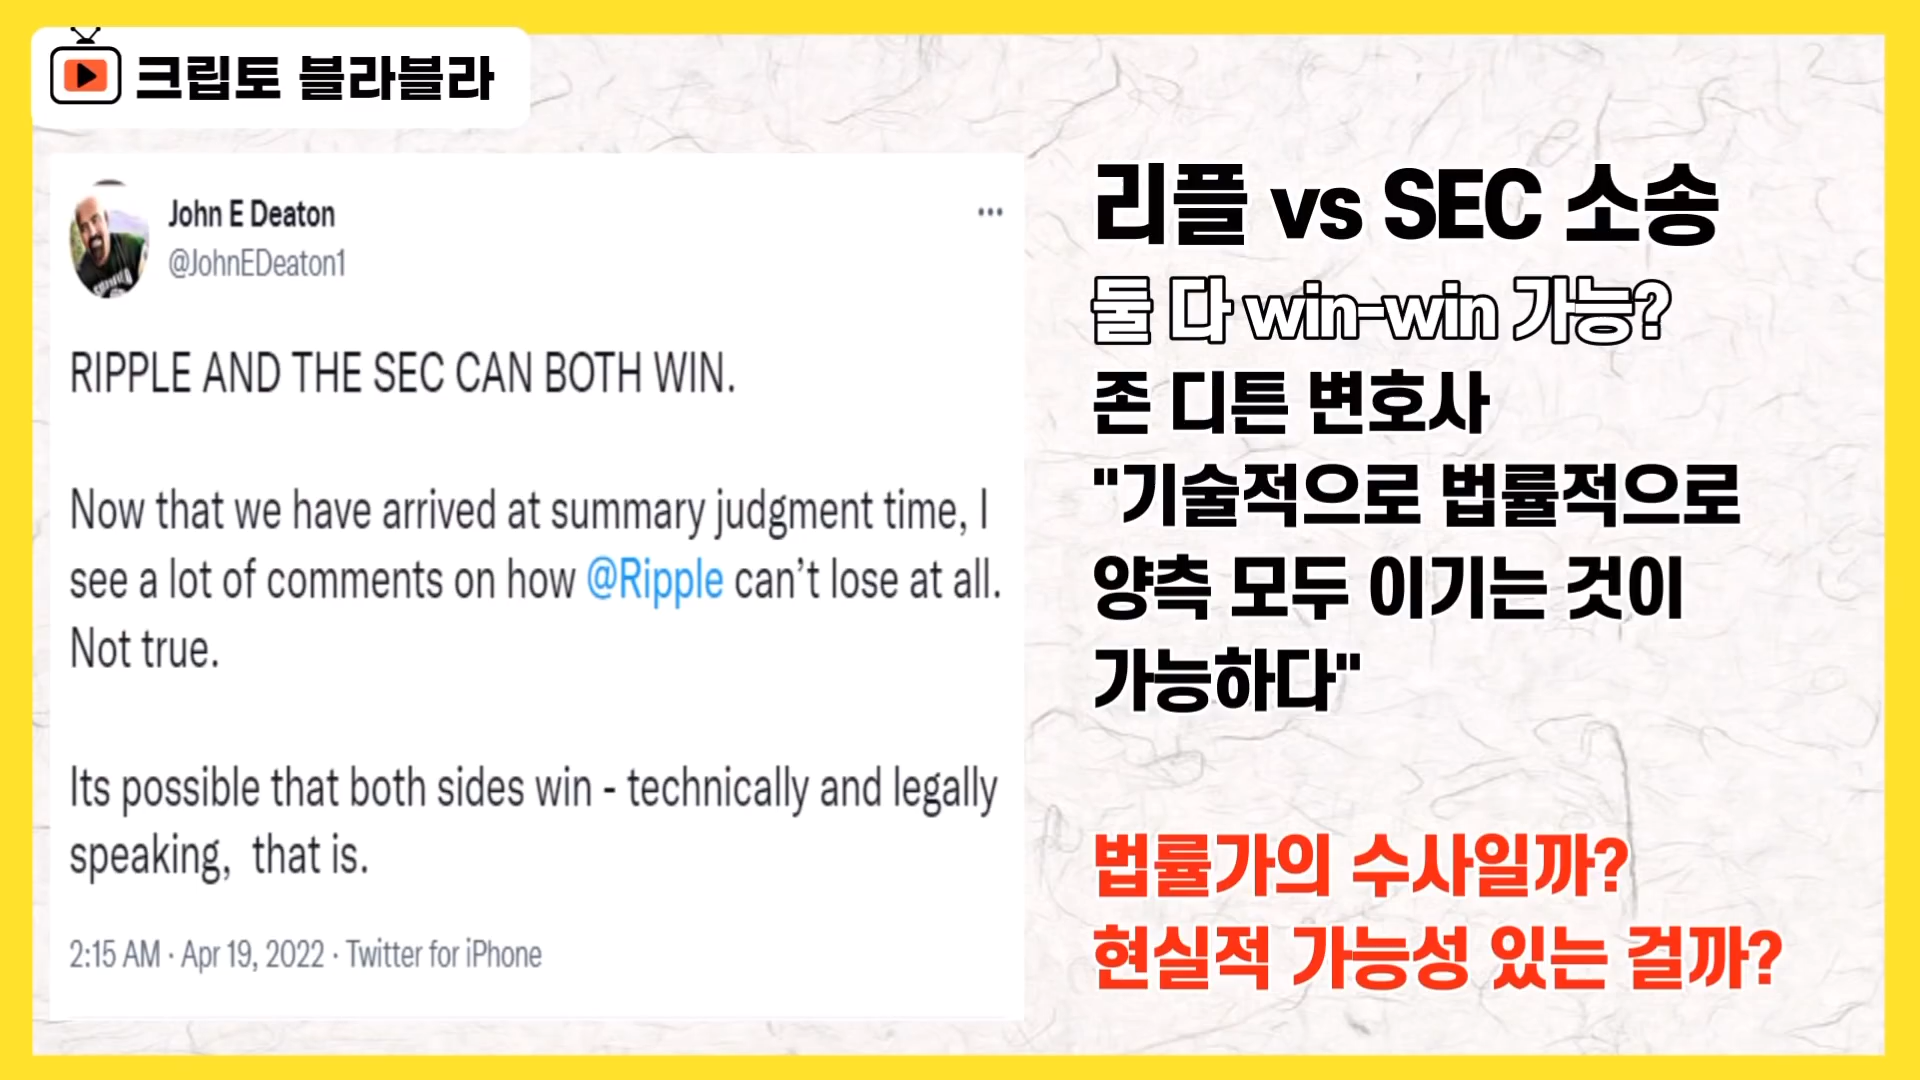 크립토 블라블라
John E Deaton
@JohnEDeaton1
RIPPLE AND THE SEC CAN BOTH WIN.
Now that we have arrived at summary judgment time, I
see a lot of comments on how @Ripple can’t lose at all.
Not true.
Its possible that both sides win - technically and legally
speaking,  that is.
2:15 AM · Apr 19, 2022 · Twitter for iPhone
리플 vs SEC 소송
둘 다 win-win 가능?
존 디튼 변호사
"기술적으로 법률적으로
양측 모두 이기는 것이
가능하다"
법률가의 수사일까?
현실적 가능성 있는 걸까?